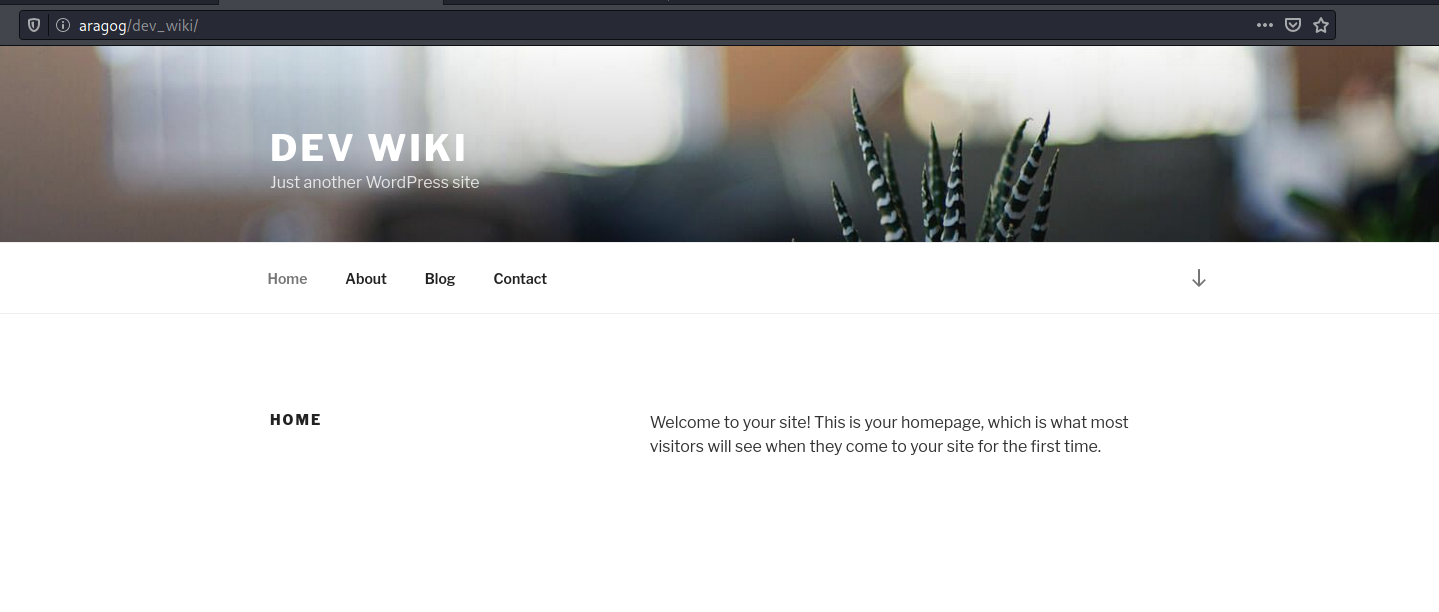 aragog/dev_wiki/
DEV WIKI
Just another WordPress site
Home About Blog Contact
HOME
Welcome to your site! This is your homepage, which is what most
visitors will see when they come to your site for the first time.